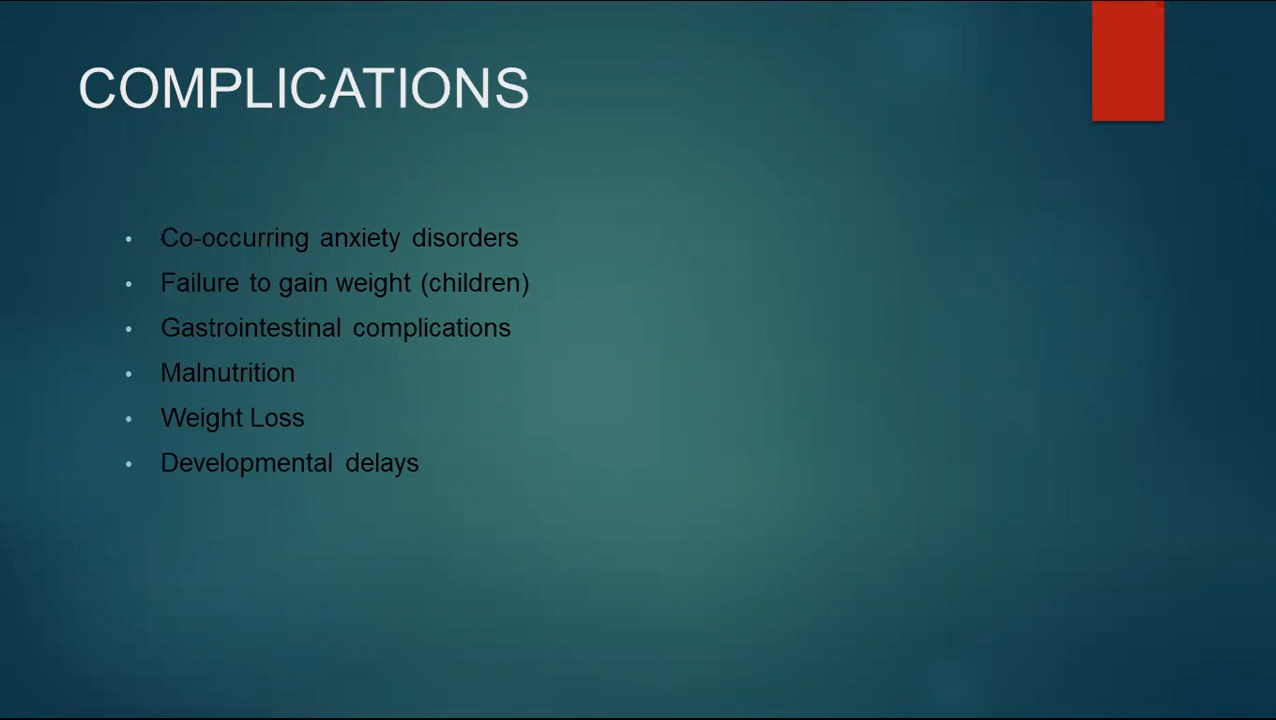 COMPLICATIONS
• Co-occurring anxiety disorders
• Failure to gain weight (children)
• Gastrointestinal complications
• Malnutrition
• Weight Loss
• Developmental delays